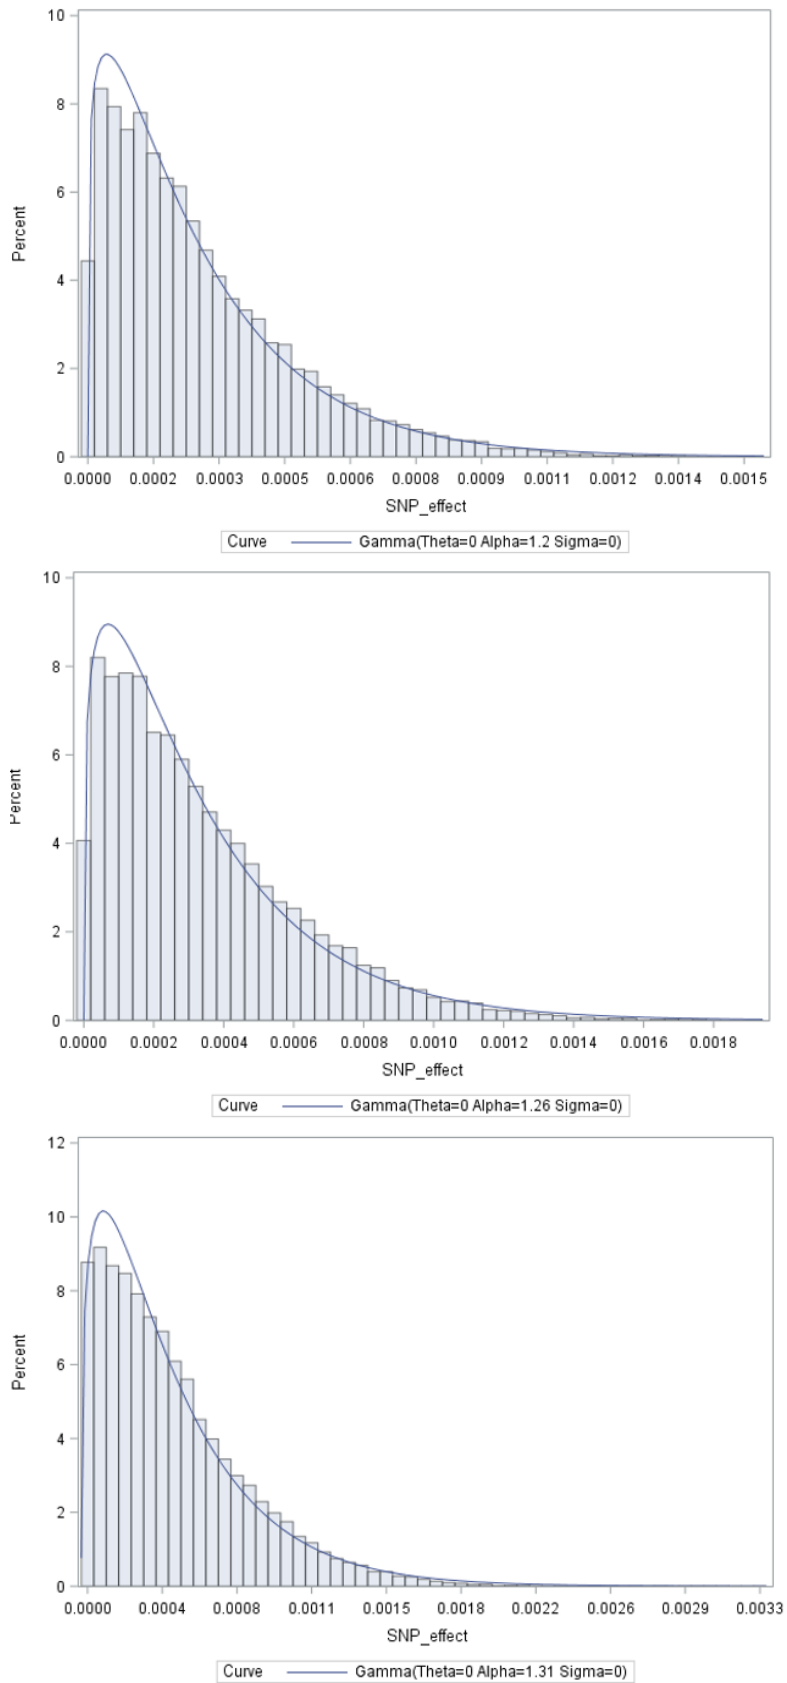 10
8
6
4
2
0
Percent
0.0000 0.0002 0.0003 0.0005 0.0006 0.0008 0.0009 0.0011 0.0012 0.0014 0.0015
SNP_effect
Curve Gamma(Theta=0 Alpha=1.2 Sigma=0)
10
8
6
4
2
0
Percent
0.0000 0.0002 0.0004 0.0006 0.0008 0.0010 0.0012 0.0014 0.0016 0.0018
SNP_effect
Curve Gamma(Theta=0 Alpha=1.26 Sigma=0)
12
10
8
6
4
2
0
Percent
0.0000 0.0004 0.0008 0.0011 0.0015 0.0018 0.0022 0.0026 0.0029 0.0033
SNP_effect
Curve Gamma(Theta=0 Alpha=1.31 Sigma=0)